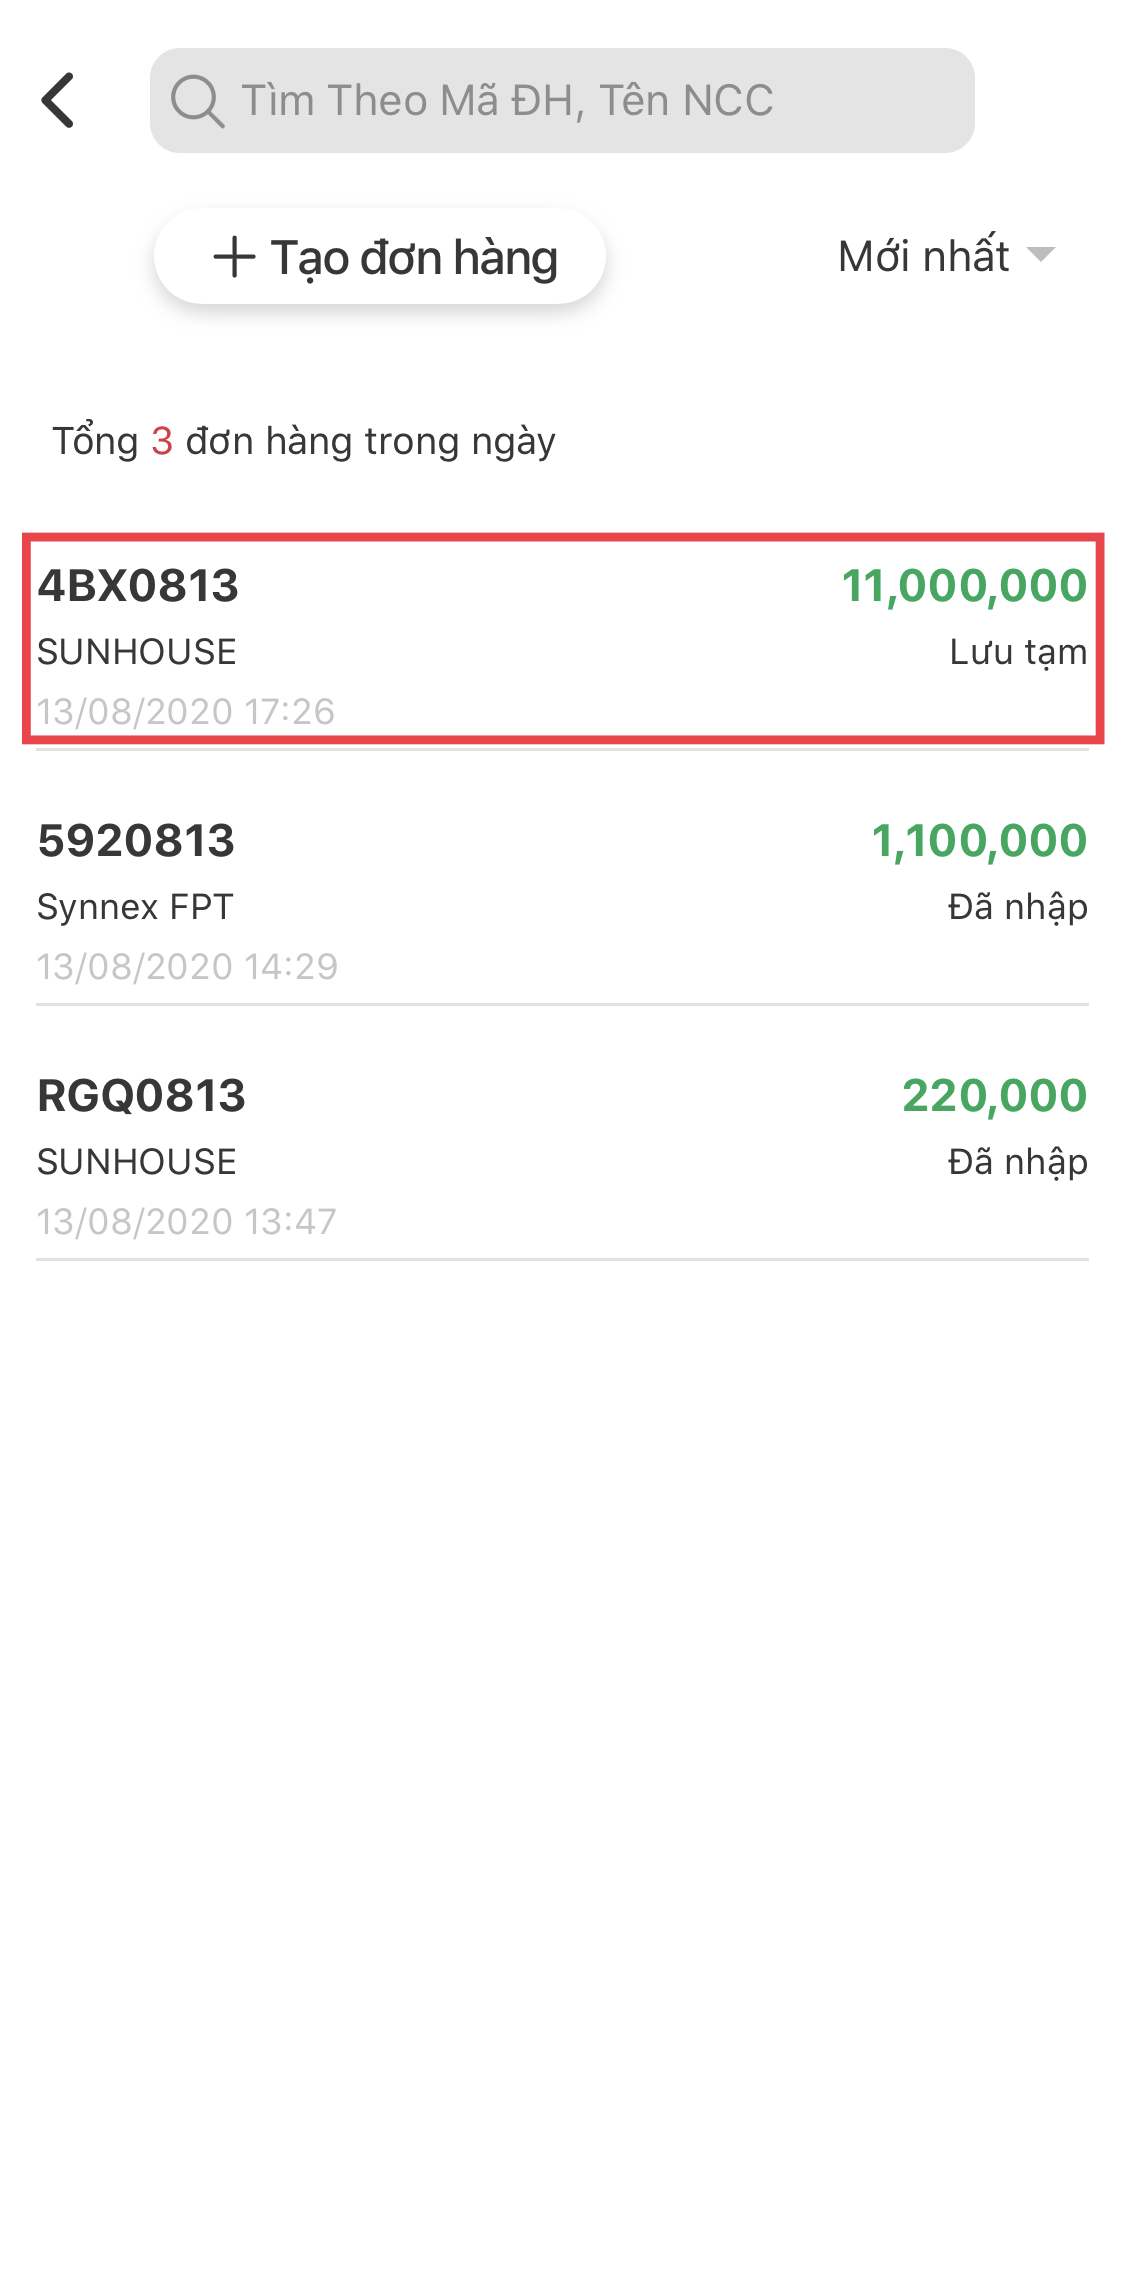 Tìm Theo Mã ĐH, Tên NCC
Tạo đơn hàng
Mới nhất
Tổng 3 đơn hàng trong ngày
4BX0813
11,000,000
SUNHOUSE
Lưu tạm
13/08/2020 17:26
5920813
1,100,000
Synnex FPT
Đã nhập
13/08/2020 14:29
RGQ0813
220,000
SUNHOUSE
Đã nhập
13/08/2020 13:47